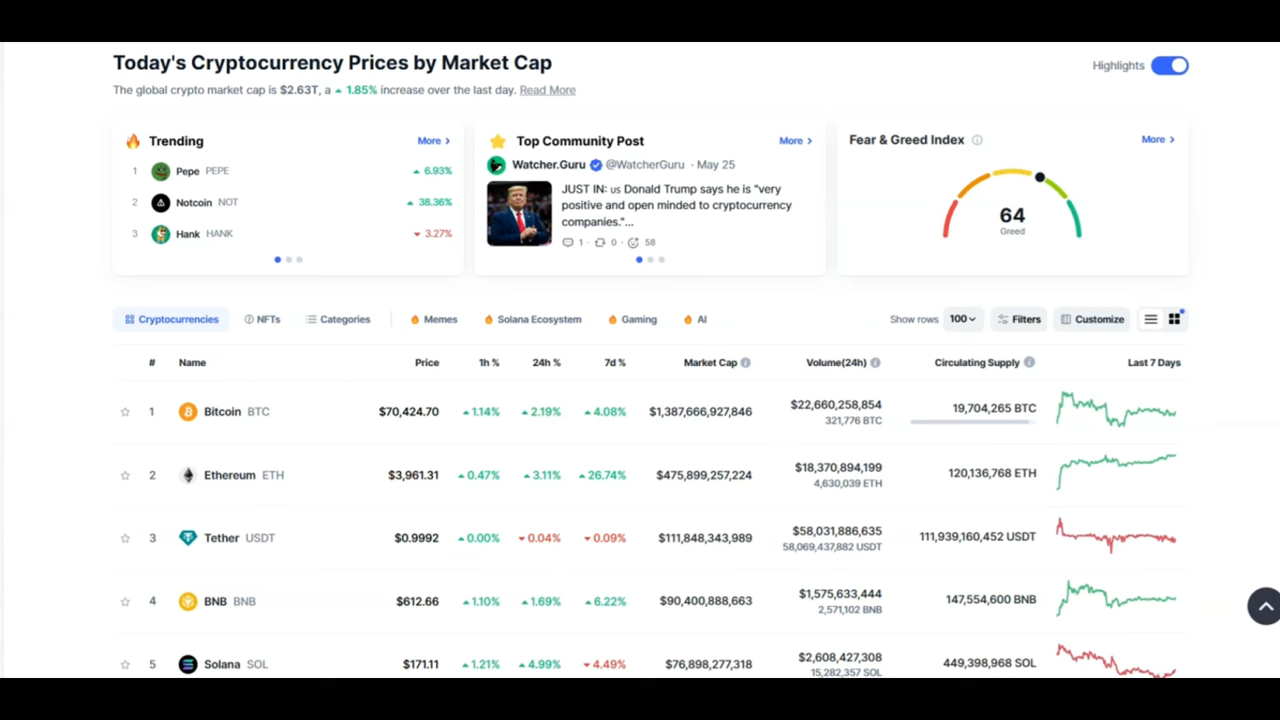 Today's Cryptocurrency Prices by Market Cap
Highlights
The global crypto market cap is $2.63T, a 1.85% increase over the last day. Read More
Trending
More
1 Pepe PEPE 6.93%
2 Notcoin NOT 38.36%
3 Hank HANK 3.27%
Top Community Post
More
Watcher.Guru @WatcherGuru · May 25
JUST IN: us Donald Trump says he is "very
positive and open minded to cryptocurrency
companies."...
1 · 0 · 58
Fear & Greed Index
More
64
Greed
Cryptocurrencies NFTs Categories Memes Solana Ecosystem Gaming AI Show rows 100 Filters Customize
# Name Price 1h % 24h % 7d % Market Cap Volume(24h) Circulating Supply Last 7 Days
1 Bitcoin BTC $70,424.70 1.14% 2.19% 4.08% $1,387,666,927,846 $22,660,258,854 19,704,265 BTC
321,776 BTC
2 Ethereum ETH $3,961.31 0.47% 3.11% 26.74% $475,899,257,224 $18,370,894,199 120,136,768 ETH
4,630,039 ETH
3 Tether USDT $0.9992 0.00% 0.04% 0.09% $111,848,343,989 $58,031,886,635 111,939,160,452 USDT
58,069,437,882 USDT
4 BNB BNB $612.66 1.10% 1.69% 6.22% $90,400,888,663 $1,575,633,444 147,554,600 BNB
2,571,102 BNB
5 Solana SOL $171.11 1.21% 4.99% 4.49% $76,898,277,318 $2,608,427,308 449,398,968 SOL
15,282,357 SOL